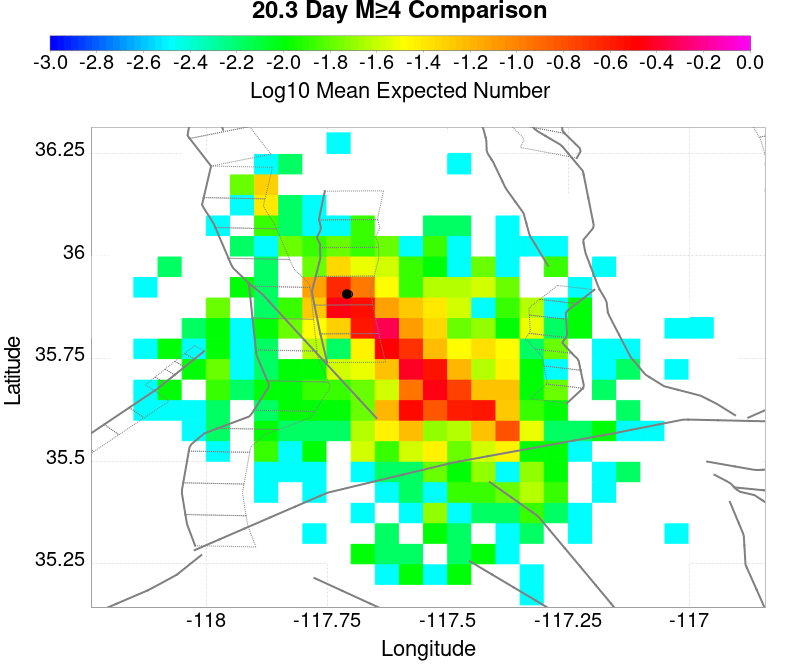 20.3 Day M≥4 Comparison
-3.0 -2.8 -2.6 -2.4 -2.2 -2.0 -1.8 -1.6 -1.4 -1.2 -1.0 -0.8 -0.6 -0.4 -0.2 0.0
Log10 Mean Expected Number
36.25
36
35.75
35.5
35.25
Latitude
-118 -117.75 -117.5 -117.25 -117
Longitude